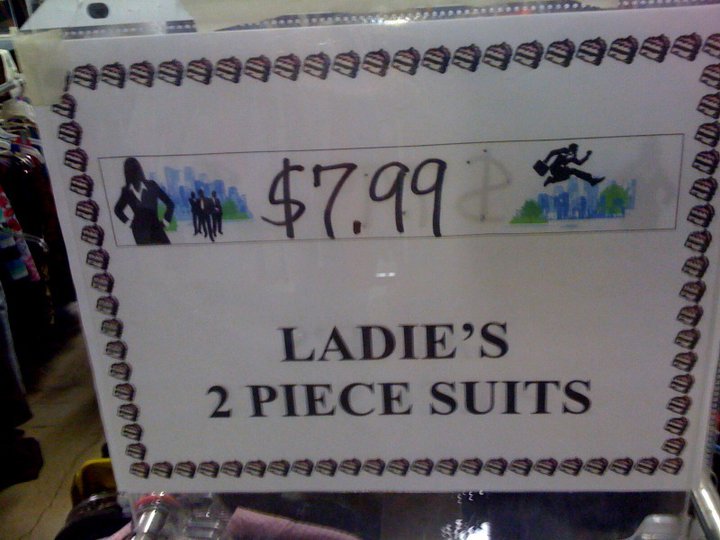 $7.99
LADIE'S
2 PIECE SUITS